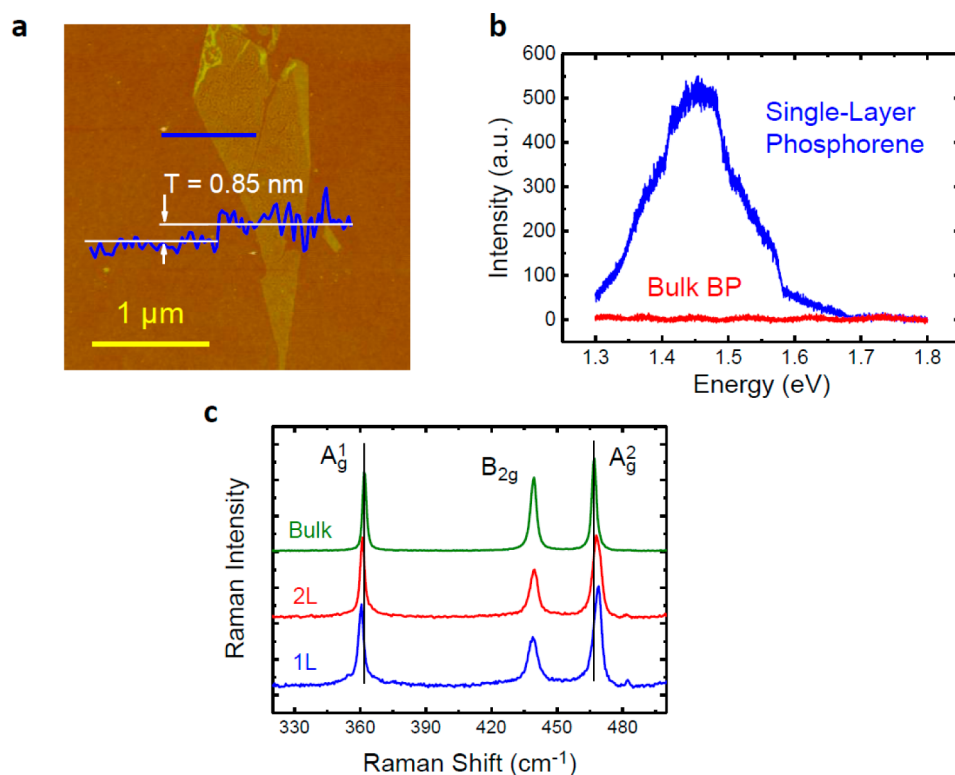 a
T = 0.85 nm
1 µm
b
600
500
400
300
200
100
0
Intensity (a.u.)
Single-Layer
Phosphorene
Bulk BP
1.3 1.4 1.5 1.6 1.7 1.8
Energy (eV)
c
A¹g B₂g A²g
Bulk
2L
1L
Raman Intensity
330 360 390 420 450 480
Raman Shift (cm⁻¹)